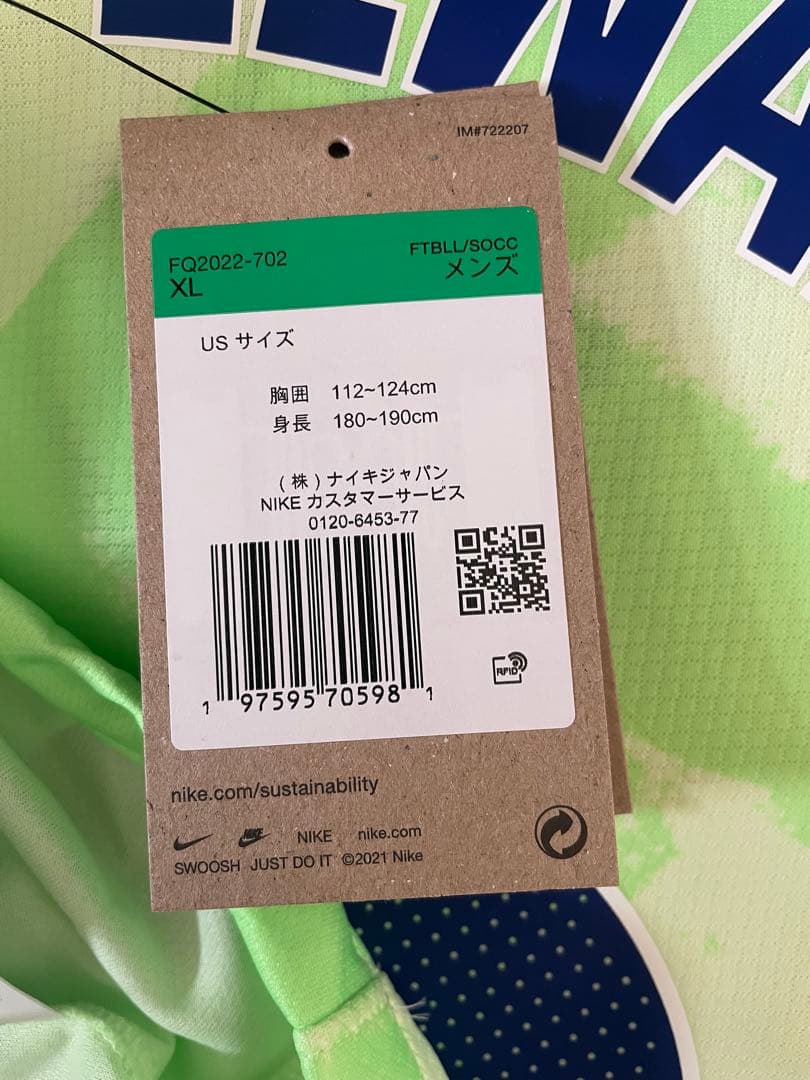 EWA
IM#722207
FQ2022-702
FTBLL/SOCC
XL
メンズ
US サイズ
胸囲 112~124cm
身長 180~190cm
(株)ナイキジャパン
NIKE カスタマーサービス
0120-6453-77
RFID
1 97595 70598 1
nike.com/sustainability
NIKE nike.com
SWOOSH JUST DO IT ©2021 Nike